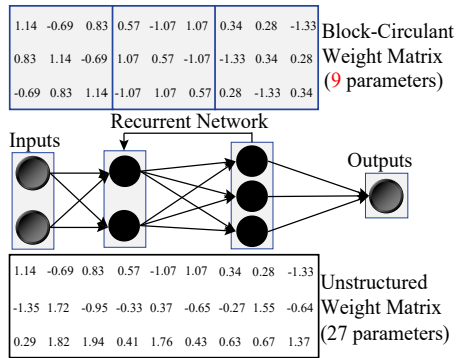 1.14 -0.69 0.83 0.57 -1.07 1.07 0.34 0.28 -1.33
0.83 1.14 -0.69 1.07 0.57 -1.07 -1.33 0.34 0.28
-0.69 0.83 1.14 -1.07 1.07 0.57 0.28 -1.33 0.34
Block-Circulant
Weight Matrix
(9 parameters)
Recurrent Network
Inputs
Outputs
1.14 -0.69 0.83 0.57 -1.07 1.07 0.34 0.28 -1.33
-1.35 1.72 -0.95 -0.33 0.37 -0.65 -0.27 1.55 -0.64
0.29 1.82 1.94 0.41 1.76 0.43 0.63 0.67 1.37
Unstructured
Weight Matrix
(27 parameters)